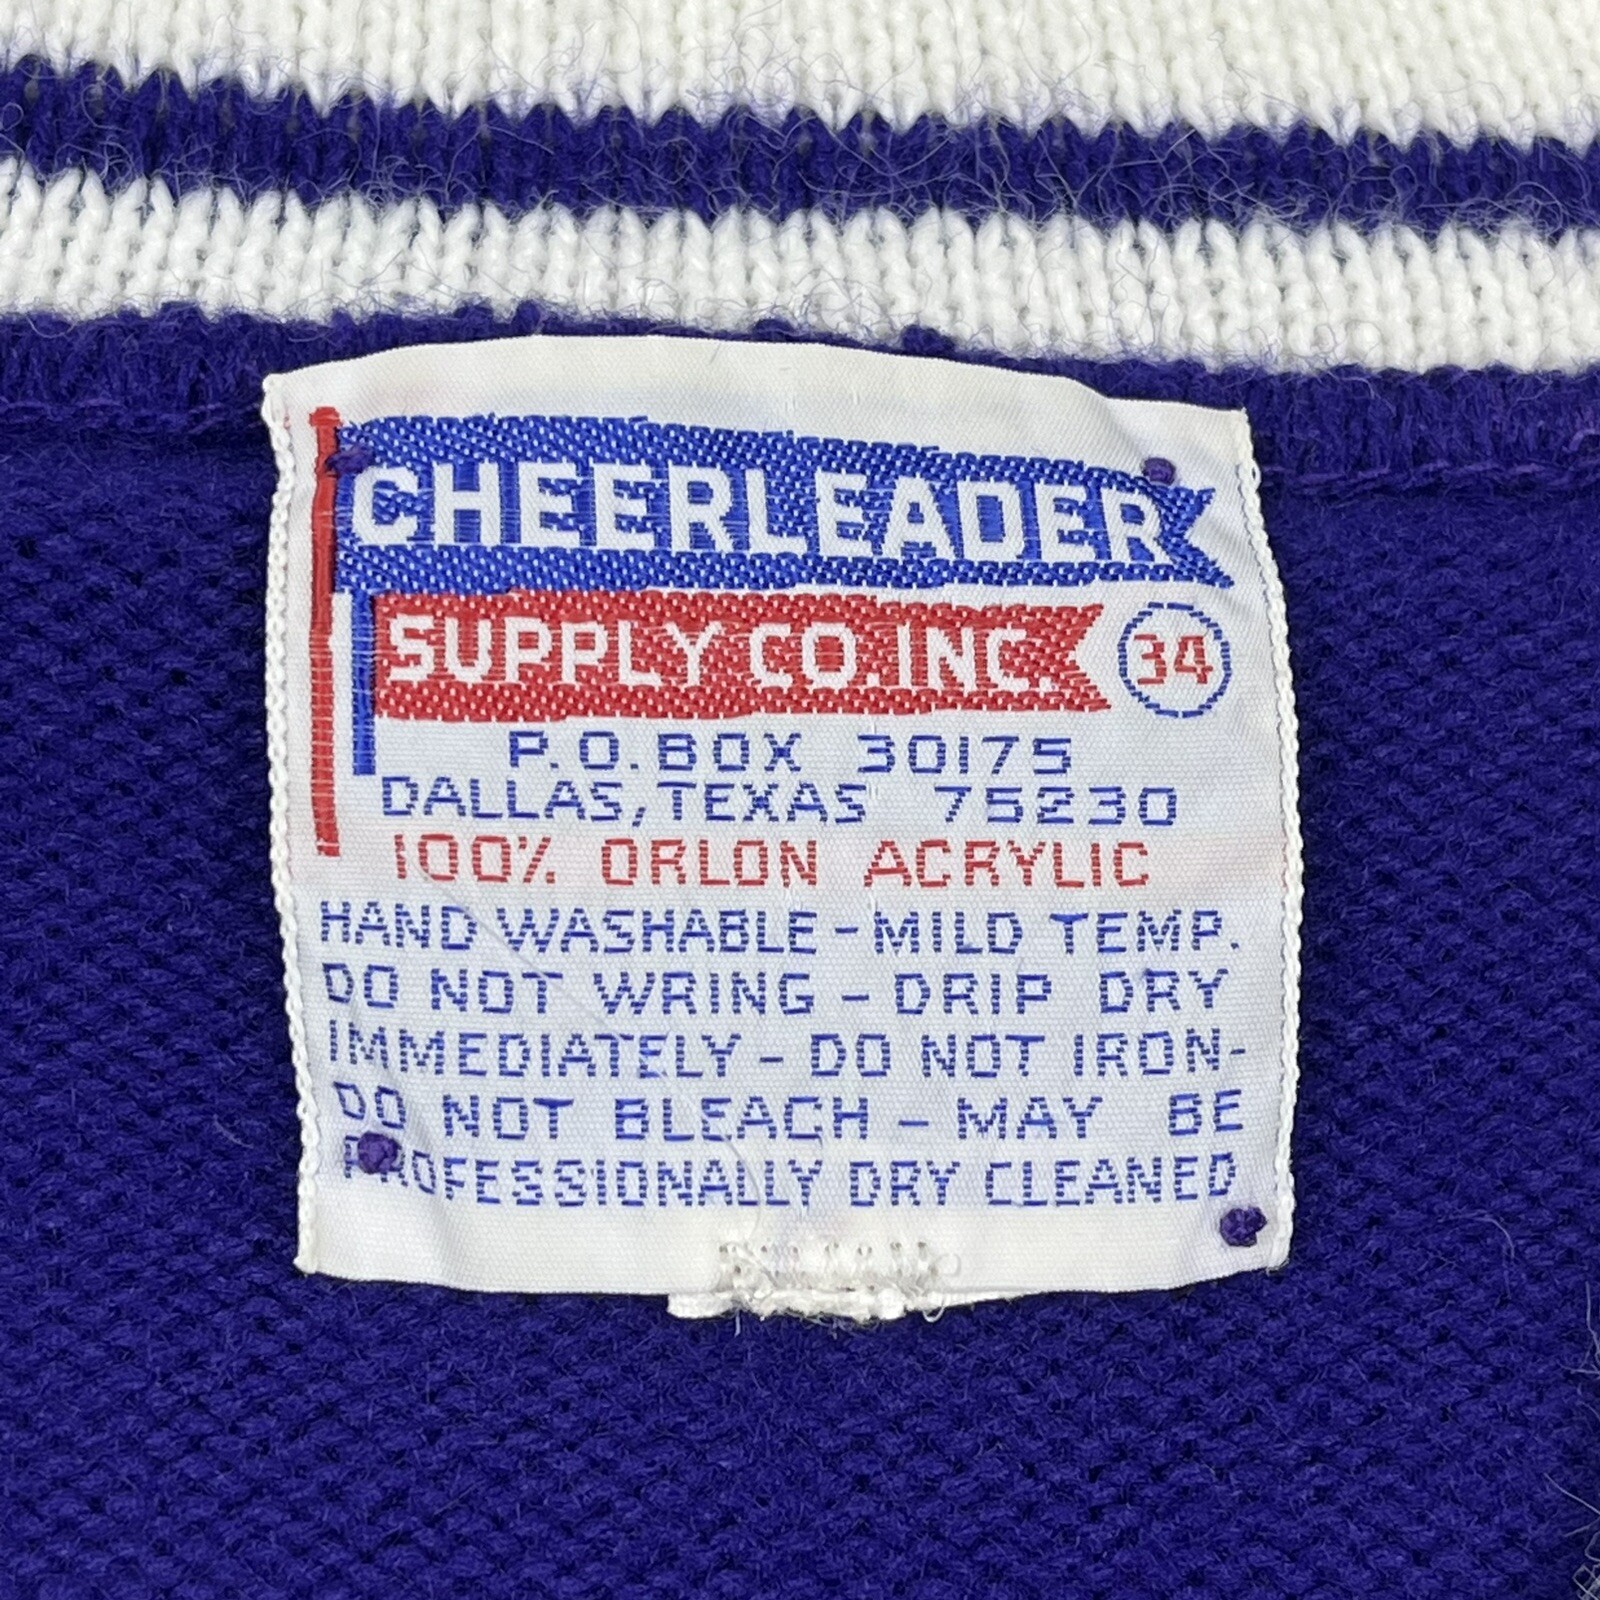 CHEERLEADER
SUPPLY CO. INC. 34
P.O. BOX 30175
DALLAS, TEXAS 75230
100% ORLON ACRYLIC
HAND WASHABLE - MILD TEMP.
DO NOT WRING - DRIP DRY
IMMEDIATELY - DO NOT IRON-
DO NOT BLEACH - MAY BE
PROFESSIONALLY DRY CLEANED